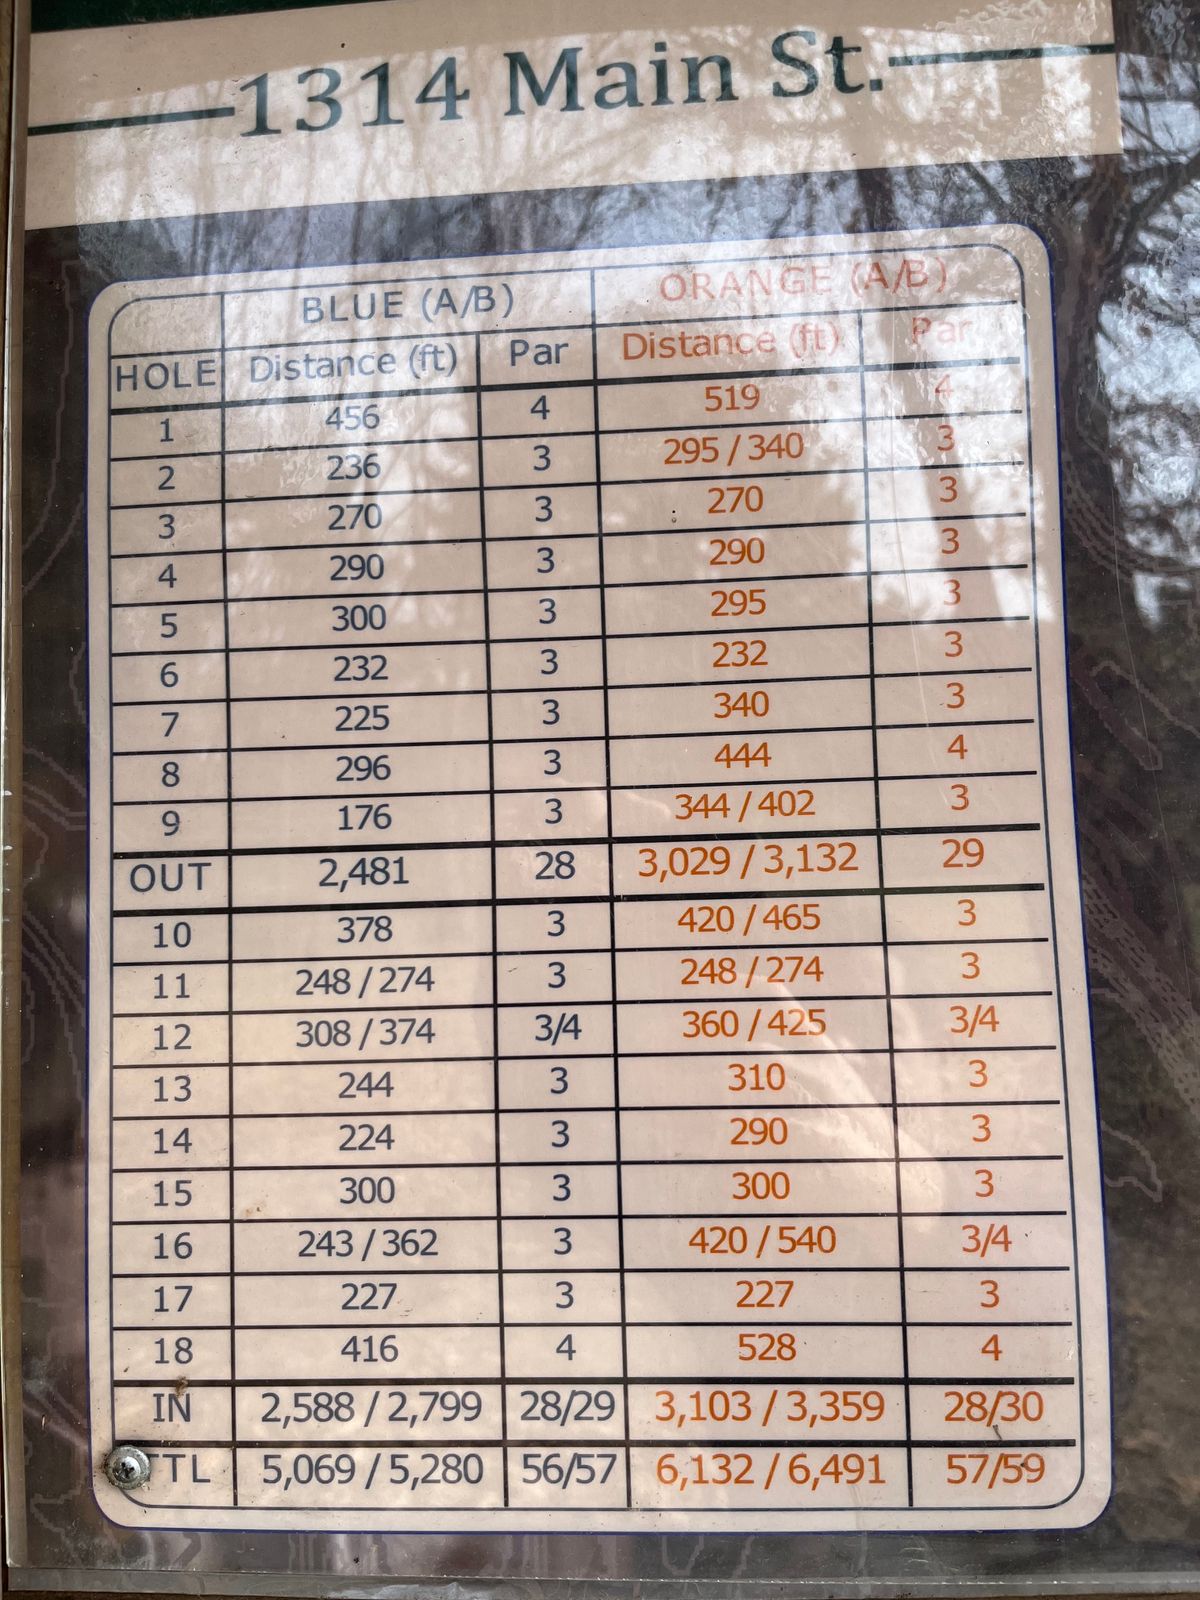 1314 Main St.
BLUE (A/B) ORANGE (A/B)
HOLE Distance (ft) Par Distance (ft) Par
1 456 4 519 4
2 236 3 295 / 340 3
3 270 3 270 3
4 290 3 290 3
5 300 3 295 3
6 232 3 232 3
7 225 3 340 3
8 296 3 444 4
9 176 3 344 / 402 3
OUT 2,481 28 3,029 / 3,132 29
10 378 3 420 / 465 3
11 248 / 274 3 248 / 274 3
12 308 / 374 3/4 360 / 425 3/4
13 244 3 310 3
14 224 3 290 3
15 300 3 300 3
16 243 / 362 3 420 / 540 3/4
17 227 3 227 3
18 416 4 528 4
IN 2,588 / 2,799 28/29 3,103 / 3,359 28/30
TTL 5,069 / 5,280 56/57 6,132 / 6,491 57/59